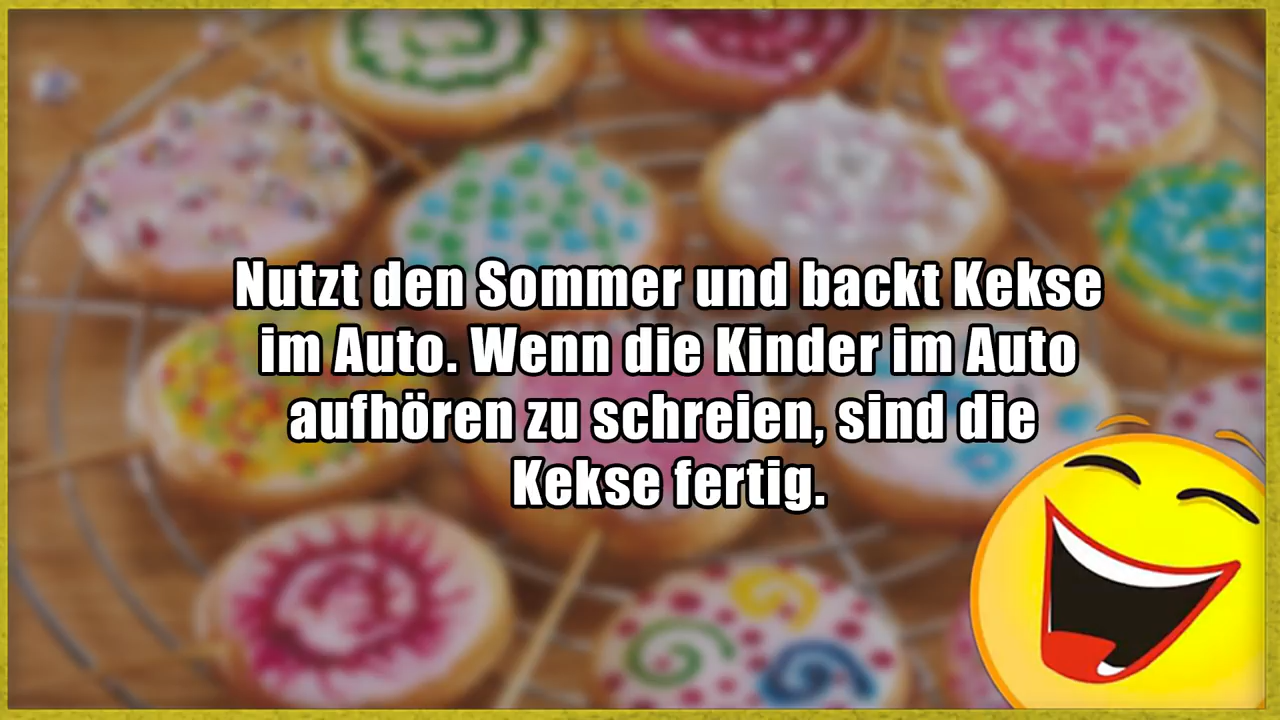 Nutzt den Sommer und backt Kekse
im Auto. Wenn die Kinder im Auto
aufhören zu schreien, sind die
Kekse fertig.